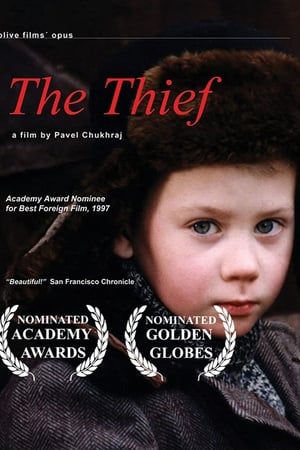 olive films' opus
The Thief
a film by Pavel Chukhraj
Academy Award Nominee
for Best Foreign Film, 1997
"Beautiful!" San Francisco Chronicle
NOMINATED
ACADEMY
AWARDS
NOMINATED
GOLDEN
GLOBES